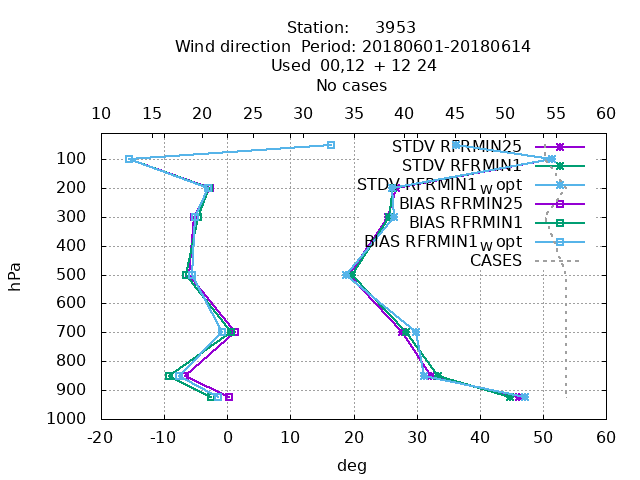 Station: 3953
Wind direction Period: 20180601-20180614
Used 00,12 + 12 24
No cases
10 15 20 25 30 35 40 45 50 55 60
STDV RFRMIN25
STDV RFRMIN1
STDV RFRMIN1w opt
BIAS RFRMIN25
BIAS RFRMIN1
BIAS RFRMIN1w opt
CASES
hPa
100
200
300
400
500
600
700
800
900
1000
-20 -10 0 10 20 30 40 50 60
deg